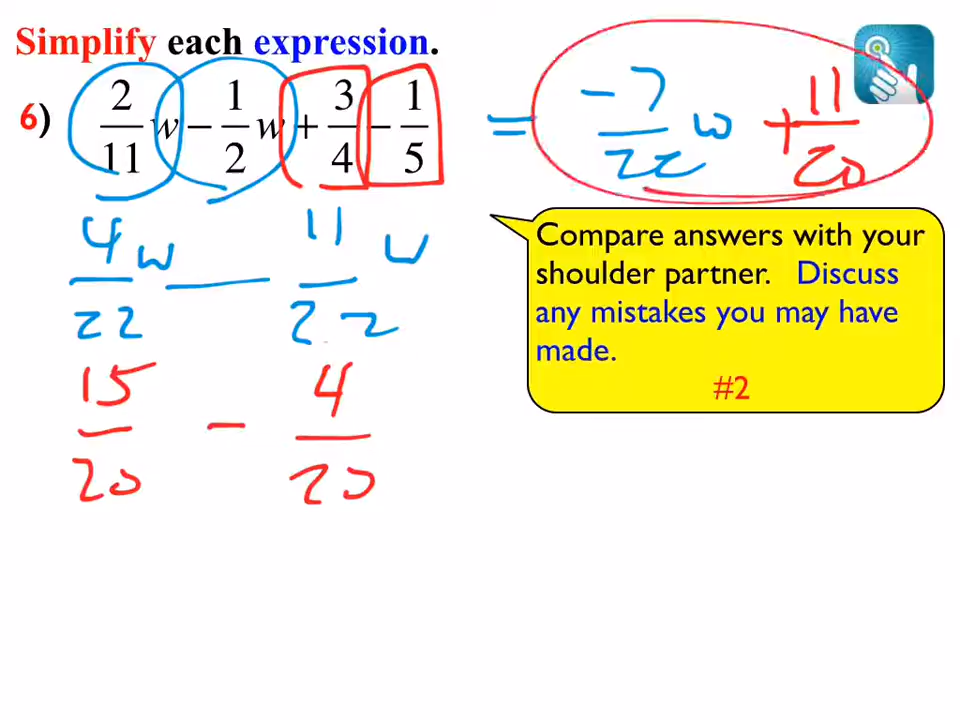 Simplify each expression.
6) 2/11 w − 1/2 w + 3/4 − 1/5 = -7/22 w + 11/20
4/22 w — 11/22 w
15/20 - 4/20
Compare answers with your
shoulder partner. Discuss
any mistakes you may have
made.
#2